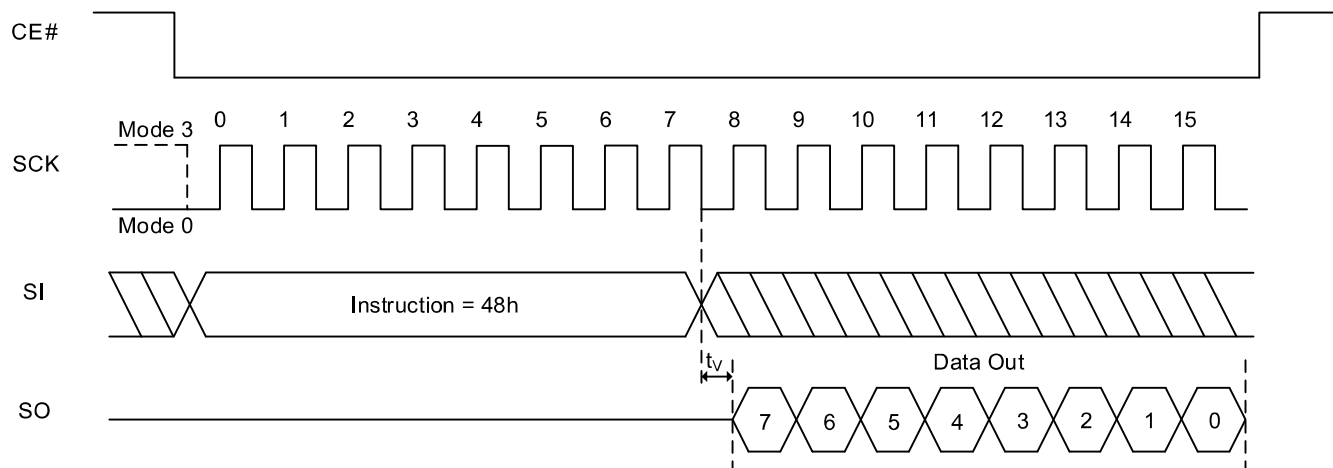 CE#
0 1 2 3 4 5 6 7 8 9 10 11 12 13 14 15
Mode 3
SCK
Mode 0
SI
Instruction = 48h
tV
Data Out
SO
7 6 5 4 3 2 1 0